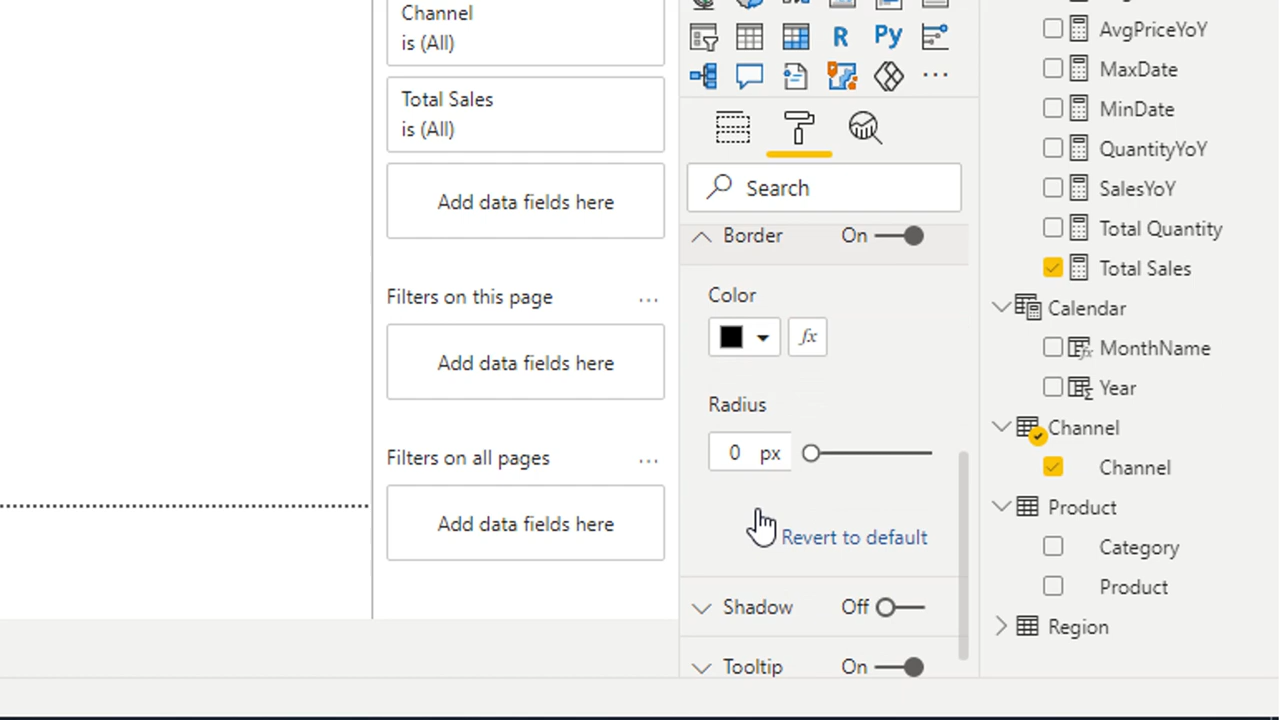 Channel
is (All)
Total Sales
is (All)
Add data fields here
Filters on this page
...
Add data fields here
Filters on all pages
...
Add data fields here
R
Py
...
Search
Border
On
Color
fx
Radius
0 px
Revert to default
Shadow
Off
Tooltip
On
AvgPriceYoY
MaxDate
MinDate
QuantityYoY
SalesYoY
Total Quantity
Total Sales
Calendar
MonthName
Year
Channel
Channel
Product
Category
Product
Region